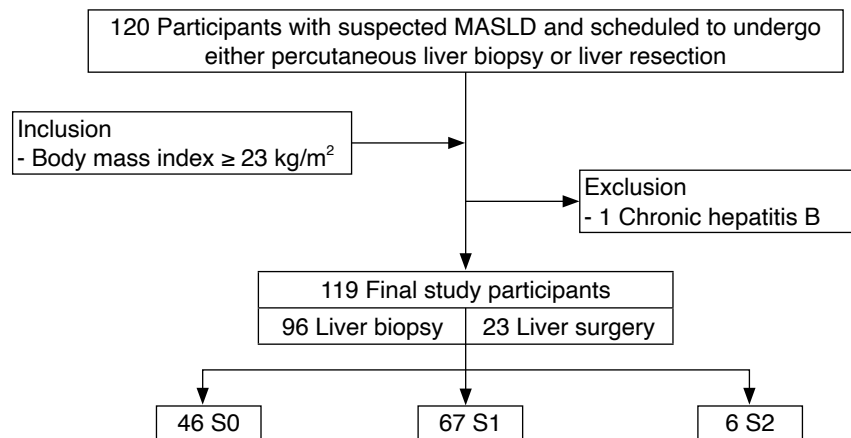 120 Participants with suspected MASLD and scheduled to undergo
either percutaneous liver biopsy or liver resection
Inclusion
- Body mass index ≥ 23 kg/m²
Exclusion
- 1 Chronic hepatitis B
119 Final study participants
96 Liver biopsy
23 Liver surgery
46 S0
67 S1
6 S2